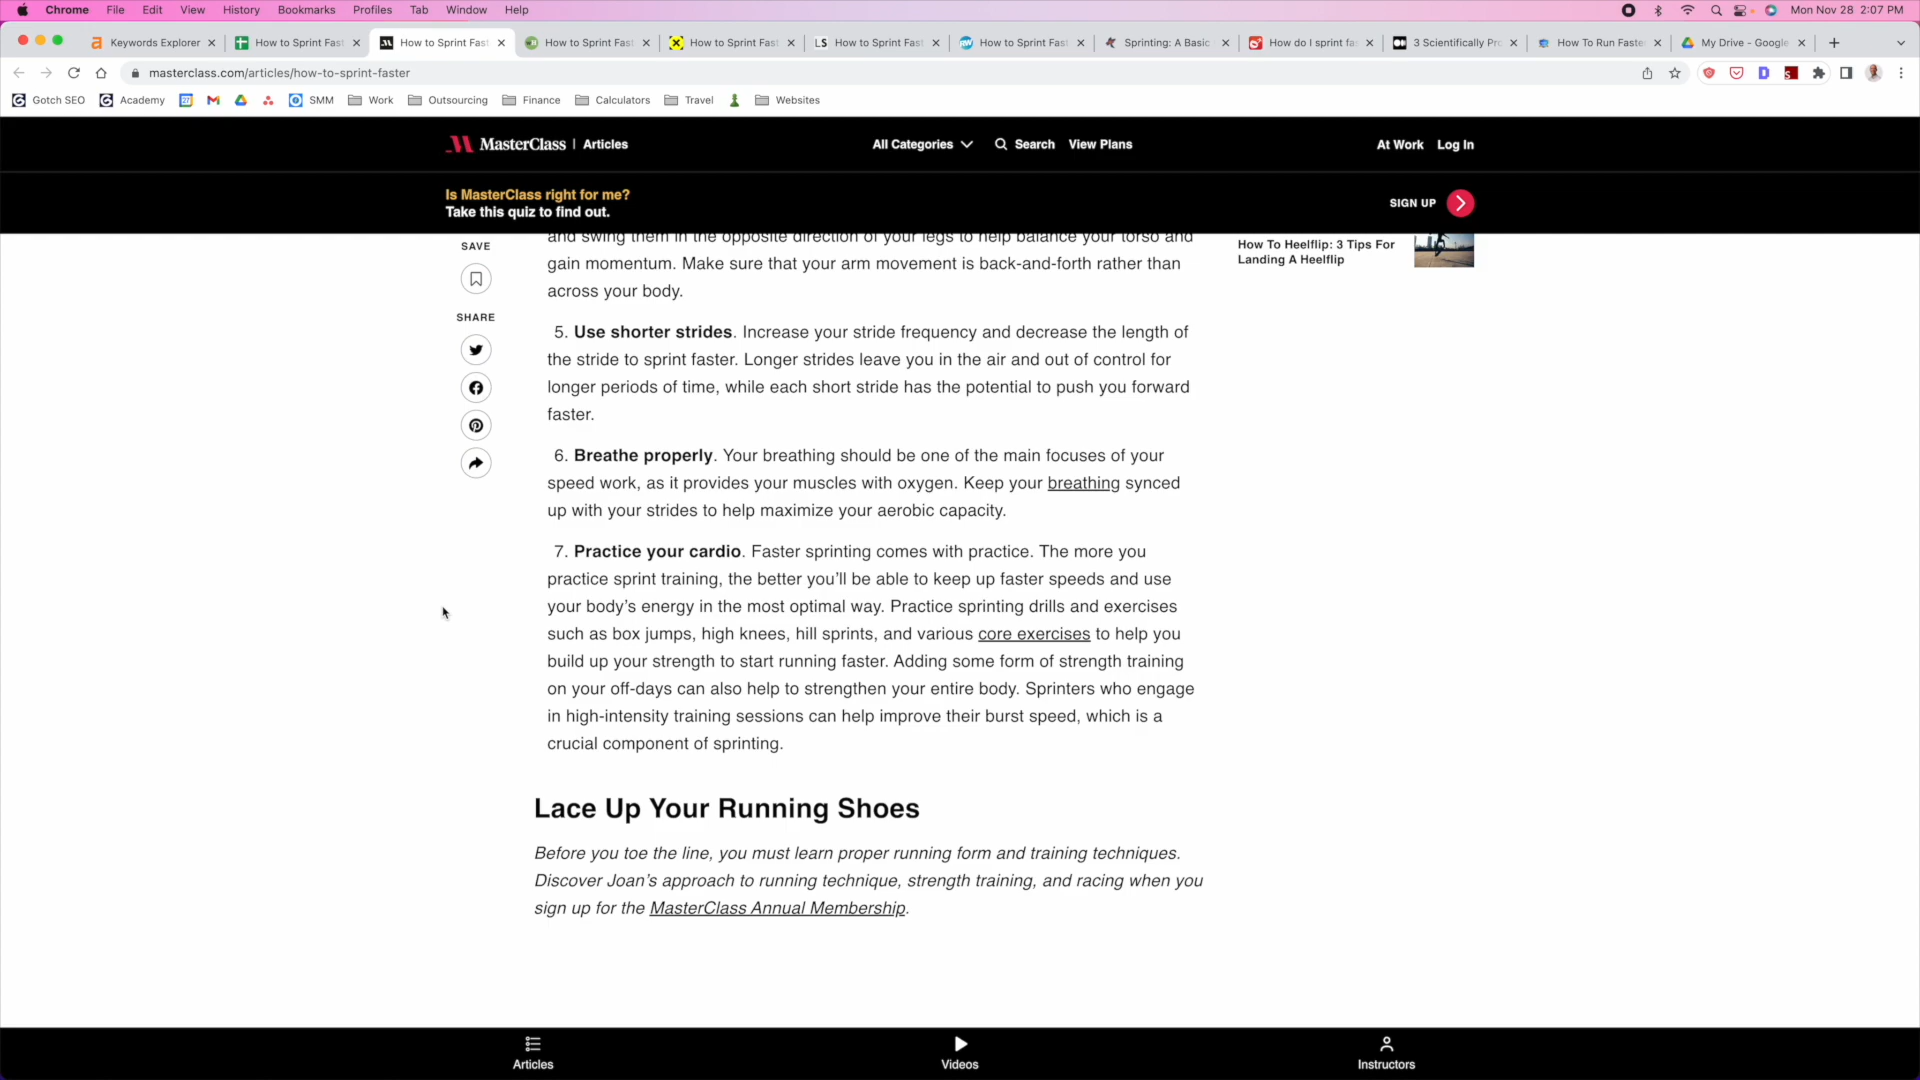 Chrome File Edit View History Bookmarks Profiles Tab Window Help Mon Nov 28 2:07 PM
Keywords Explorer How to Sprint Fast How to Sprint Fast How to Sprint Fast How to Sprint Fast How to Sprint Fast How to Sprint Fast Sprinting: A Basic How do I sprint fa 3 Scientifically Pro How To Run Faste My Drive - Google
masterclass.com/articles/how-to-sprint-faster
Gotch SEO Academy SMM Work Outsourcing Finance Calculators Travel Websites
MasterClass | Articles All Categories Search View Plans At Work Log In
Is MasterClass right for me?
Take this quiz to find out.
SIGN UP
SAVE
SHARE
and swing them in the opposite direction of your legs to help balance your torso and
gain momentum. Make sure that your arm movement is back-and-forth rather than
across your body.
5. Use shorter strides. Increase your stride frequency and decrease the length of
the stride to sprint faster. Longer strides leave you in the air and out of control for
longer periods of time, while each short stride has the potential to push you forward
faster.
6. Breathe properly. Your breathing should be one of the main focuses of your
speed work, as it provides your muscles with oxygen. Keep your breathing synced
up with your strides to help maximize your aerobic capacity.
7. Practice your cardio. Faster sprinting comes with practice. The more you
practice sprint training, the better you'll be able to keep up faster speeds and use
your body's energy in the most optimal way. Practice sprinting drills and exercises
such as box jumps, high knees, hill sprints, and various core exercises to help you
build up your strength to start running faster. Adding some form of strength training
on your off-days can also help to strengthen your entire body. Sprinters who engage
in high-intensity training sessions can help improve their burst speed, which is a
crucial component of sprinting.
How To Heelflip: 3 Tips For
Landing A Heelflip
Lace Up Your Running Shoes
Before you toe the line, you must learn proper running form and training techniques.
Discover Joan's approach to running technique, strength training, and racing when you
sign up for the MasterClass Annual Membership.
Articles Videos Instructors